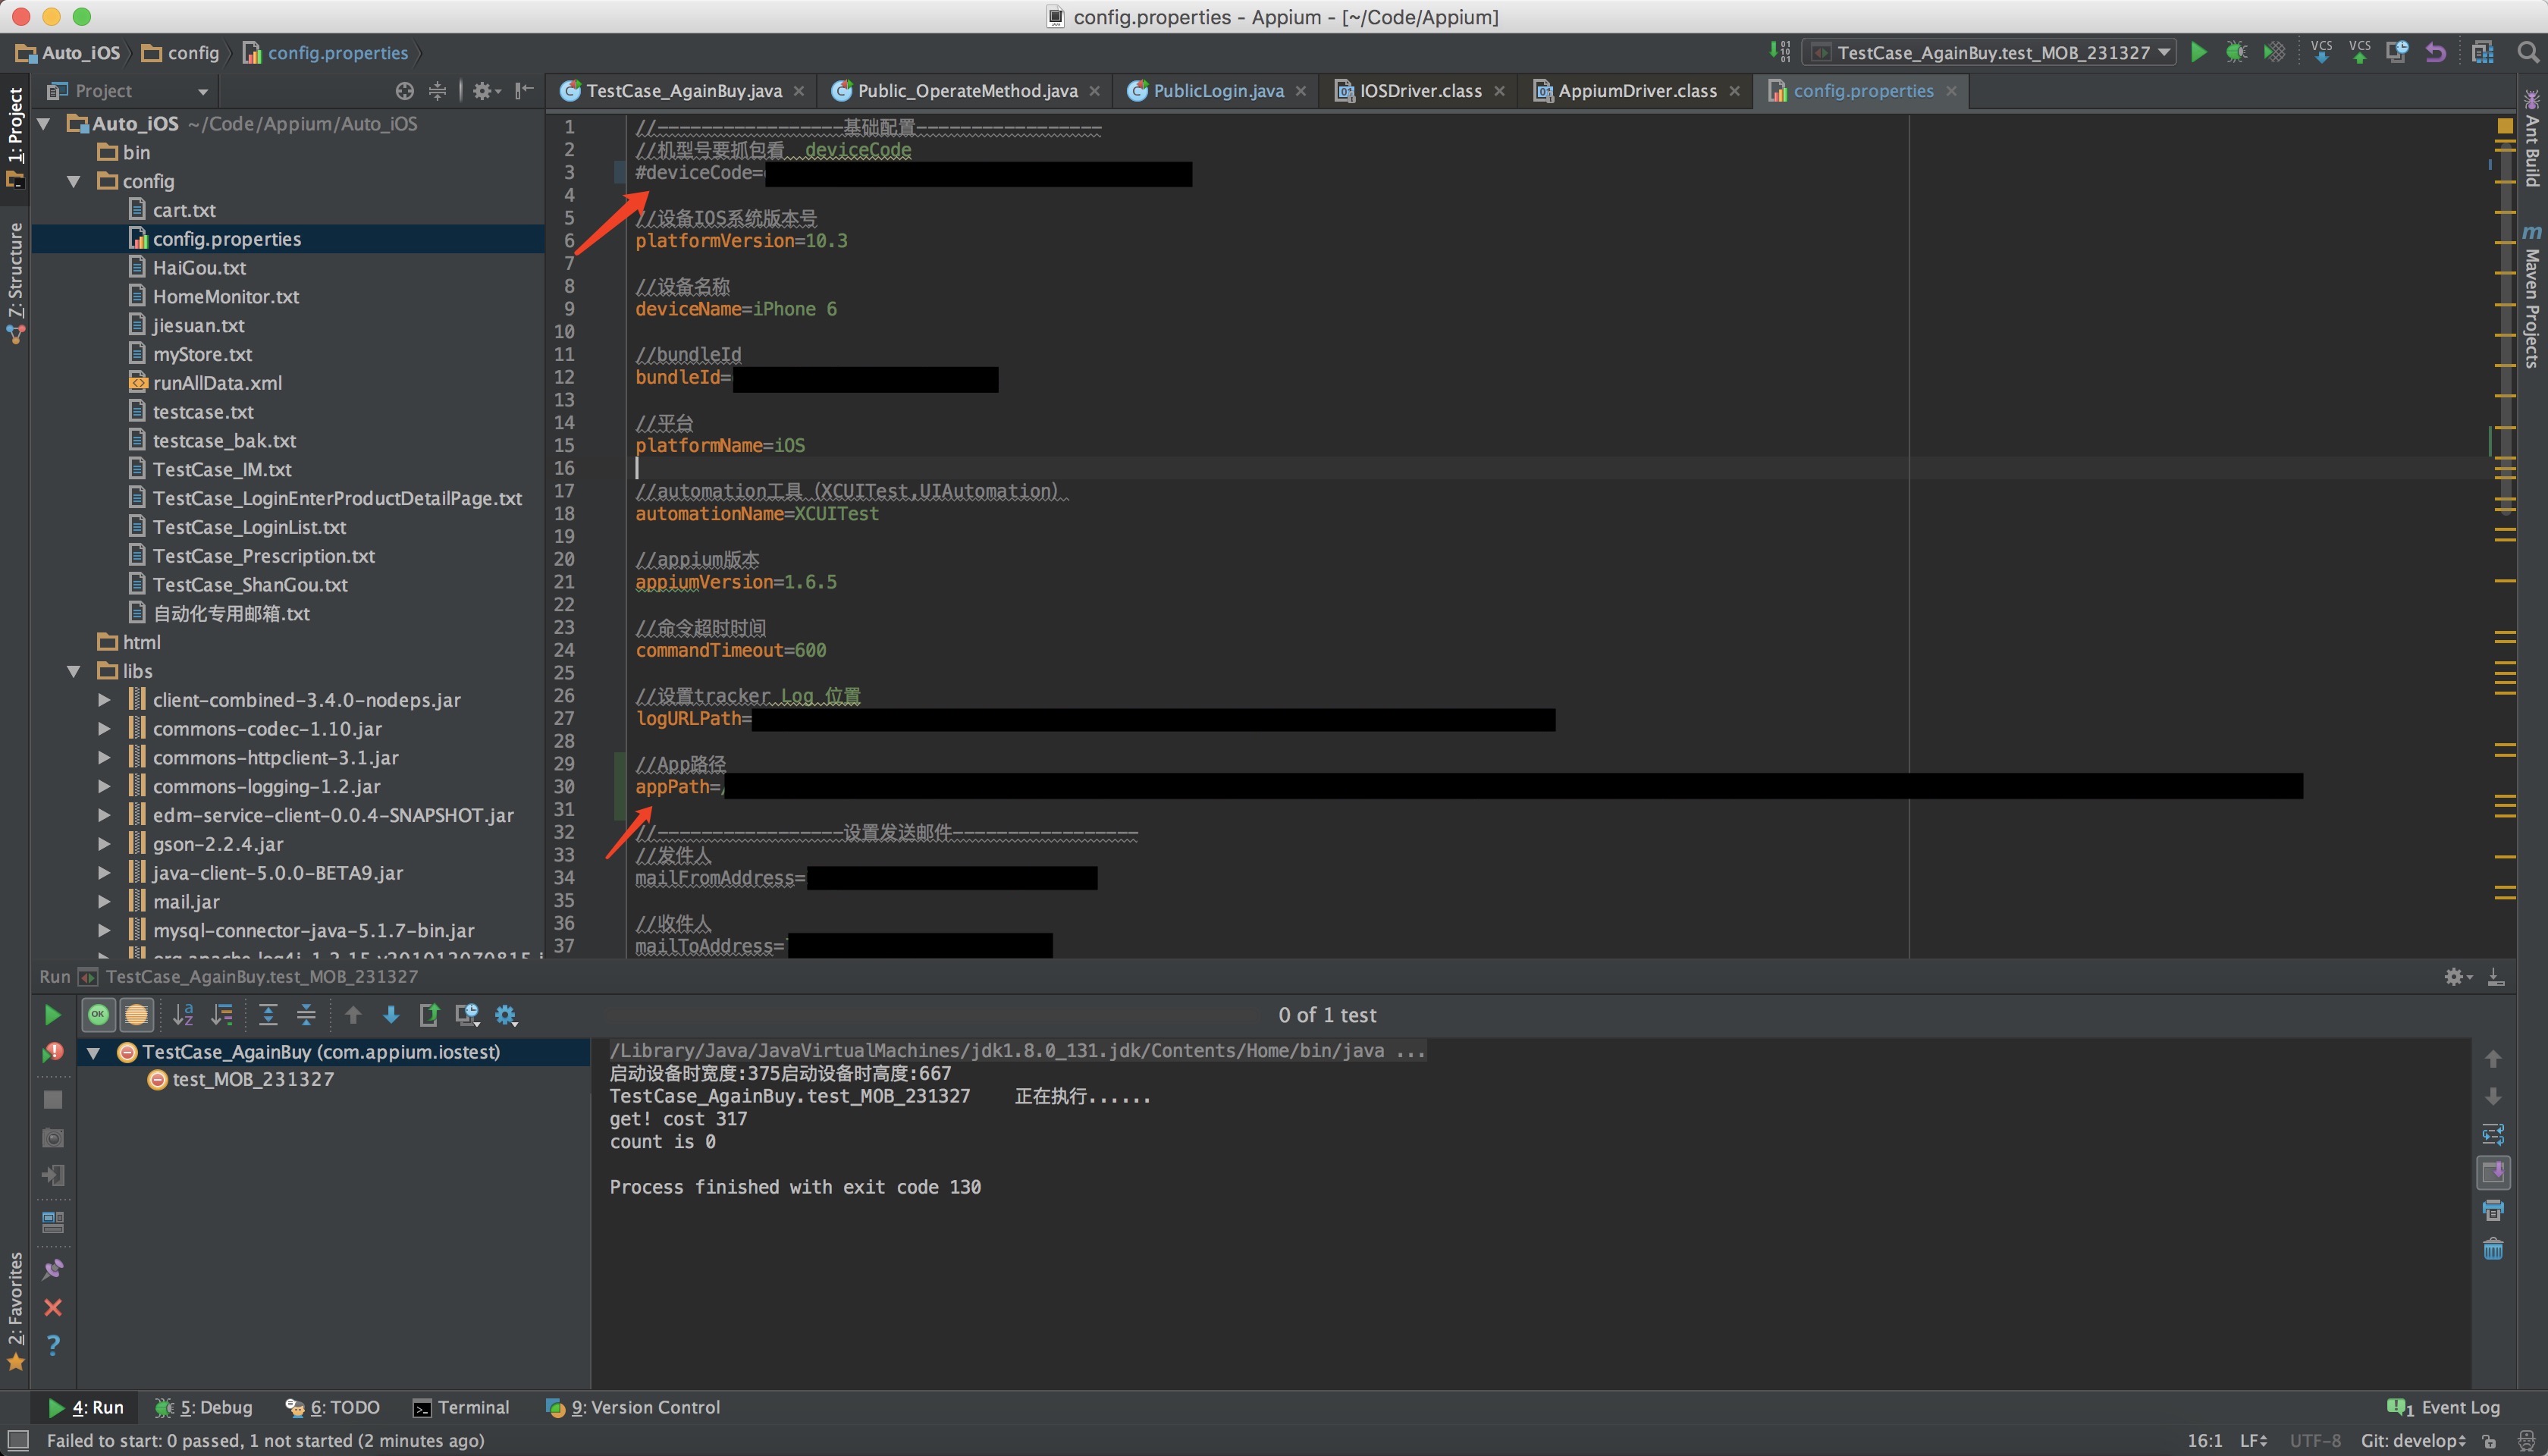 config.properties - Appium - [~/Code/Appium]
Auto_iOS
config
config.properties
TestCase_AgainBuy.test_MOB_231327
VCS
VCS
1: Project
Z: Structure
2: Favorites
Project
TestCase_AgainBuy.java
Public_OperateMethod.java
PublicLogin.java
IOSDriver.class
AppiumDriver.class
config.properties
Ant Build
Maven Projects
Auto_iOS ~/Code/Appium/Auto_iOS
bin
config
cart.txt
config.properties
HaiGou.txt
HomeMonitor.txt
jiesuan.txt
myStore.txt
runAllData.xml
testcase.txt
testcase_bak.txt
TestCase_IM.txt
TestCase_LoginEnterProductDetailPage.txt
TestCase_LoginList.txt
TestCase_Prescription.txt
TestCase_ShanGou.txt
自动化专用邮箱.txt
html
libs
client-combined-3.4.0-nodeps.jar
commons-codec-1.10.jar
commons-httpclient-3.1.jar
commons-logging-1.2.jar
edm-service-client-0.0.4-SNAPSHOT.jar
gson-2.2.4.jar
java-client-5.0.0-BETA9.jar
mail.jar
mysql-connector-java-5.1.7-bin.jar
1 //-----------------基础配置-----------------
2 //机型号要抓包看  deviceCode
3 #deviceCode=
4
5 //设备IOS系统版本号
6 platformVersion=10.3
7
8 //设备名称
9 deviceName=iPhone 6
10
11 //bundleId
12 bundleId=
13
14 //平台
15 platformName=iOS
16
17 //automation工具（XCUITest,UIAutomation）
18 automationName=XCUITest
19
20 //appium版本
21 appiumVersion=1.6.5
22
23 //命令超时时间
24 commandTimeout=600
25
26 //设置tracker Log 位置
27 logURLPath=
28
29 //App路径
30 appPath=
31
32 //-----------------设置发送邮件-----------------
33 //发件人
34 mailFromAddress=
35
36 //收件人
37 mailToAddress=
Run TestCase_AgainBuy.test_MOB_231327
OK
0 of 1 test
TestCase_AgainBuy (com.appium.iostest)
test_MOB_231327
/Library/Java/JavaVirtualMachines/jdk1.8.0_131.jdk/Contents/Home/bin/java ...
启动设备时宽度:375启动设备时高度:667
TestCase_AgainBuy.test_MOB_231327    正在执行......
get! cost 317
count is 0
Process finished with exit code 130
4: Run
5: Debug
6: TODO
Terminal
9: Version Control
1 Event Log
Failed to start: 0 passed, 1 not started (2 minutes ago)
16:1 LF UTF-8 Git: develop